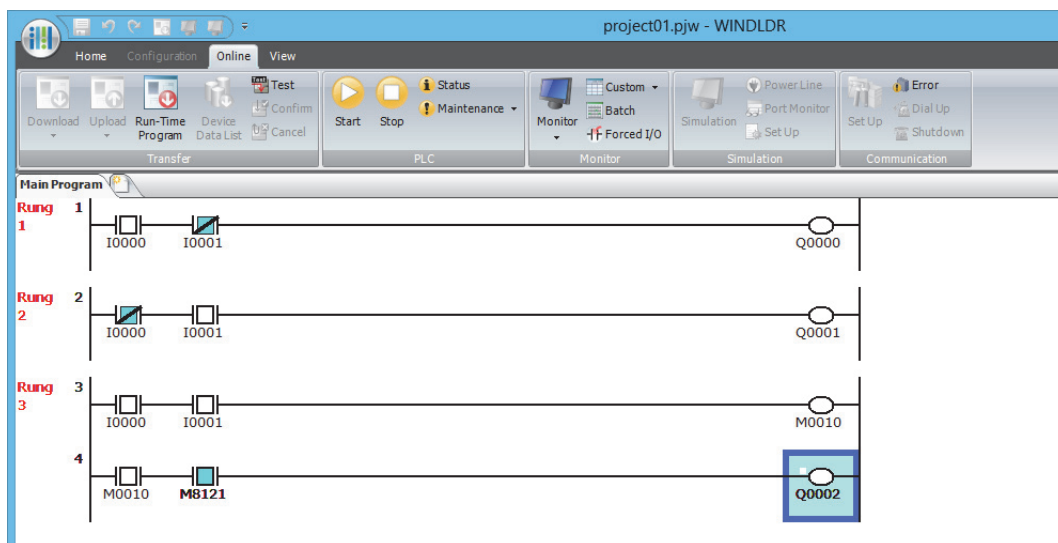 project01.pjw - WINDLDR
Home Configuration Online View
Download Upload Run-Time Program Device Data List Test Confirm Cancel
Transfer
Start Stop Status Maintenance
PLC
Monitor Custom Batch Forced I/O
Monitor
Simulation Power Line Port Monitor Set Up
Simulation
Set Up Error Dial Up Shutdown
Communication
Main Program
Rung 1
1
I0000 I0001 Q0000
Rung 2
2
I0000 I0001 Q0001
Rung 3
3
I0000 I0001 M0010
4
M0010 M8121 Q0002